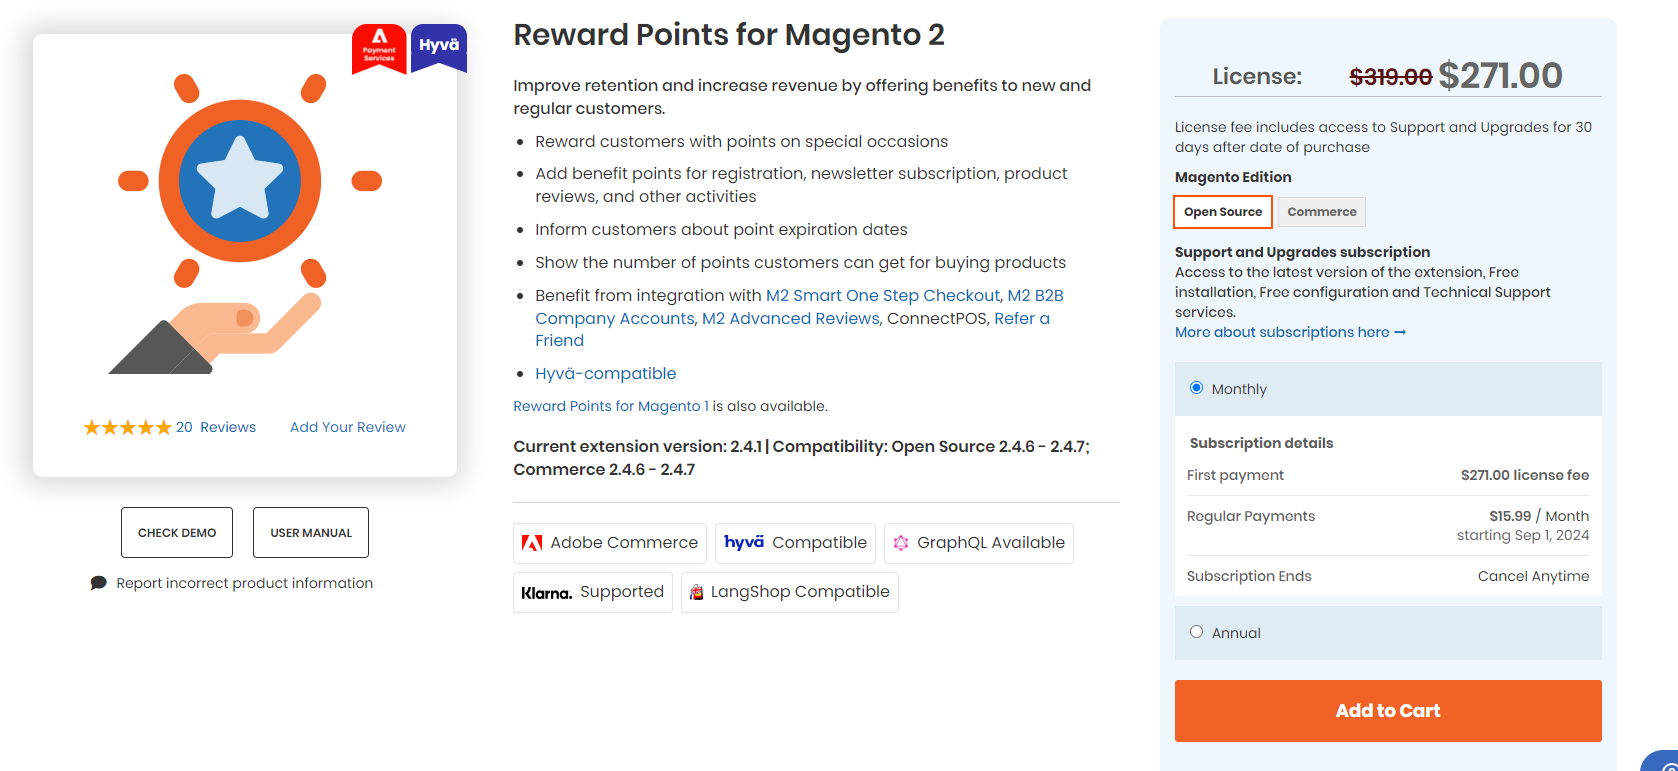 Payment
Services
Hyvä
20 Reviews
Add Your Review
CHECK DEMO
USER MANUAL
Report incorrect product information
Reward Points for Magento 2
Improve retention and increase revenue by offering benefits to new and
regular customers.
Reward customers with points on special occasions
Add benefit points for registration, newsletter subscription, product
reviews, and other activities
Inform customers about point expiration dates
Show the number of points customers can get for buying products
Benefit from integration with M2 Smart One Step Checkout, M2 B2B
Company Accounts, M2 Advanced Reviews, ConnectPOS, Refer a
Friend
Hyvä-compatible
Reward Points for Magento 1 is also available.
Current extension version: 2.4.1 | Compatibility: Open Source 2.4.6 - 2.4.7;
Commerce 2.4.6 - 2.4.7
Adobe Commerce
hyvä Compatible
GraphQL Available
Klarna. Supported
LangShop Compatible
License: $319.00 $271.00
License fee includes access to Support and Upgrades for 30
days after date of purchase
Magento Edition
Open Source
Commerce
Support and Upgrades subscription
Access to the latest version of the extension, Free
installation, Free configuration and Technical Support
services.
More about subscriptions here →
Monthly
Subscription details
First payment $271.00 license fee
Regular Payments $15.99 / Month
starting Sep 1, 2024
Subscription Ends Cancel Anytime
Annual
Add to Cart